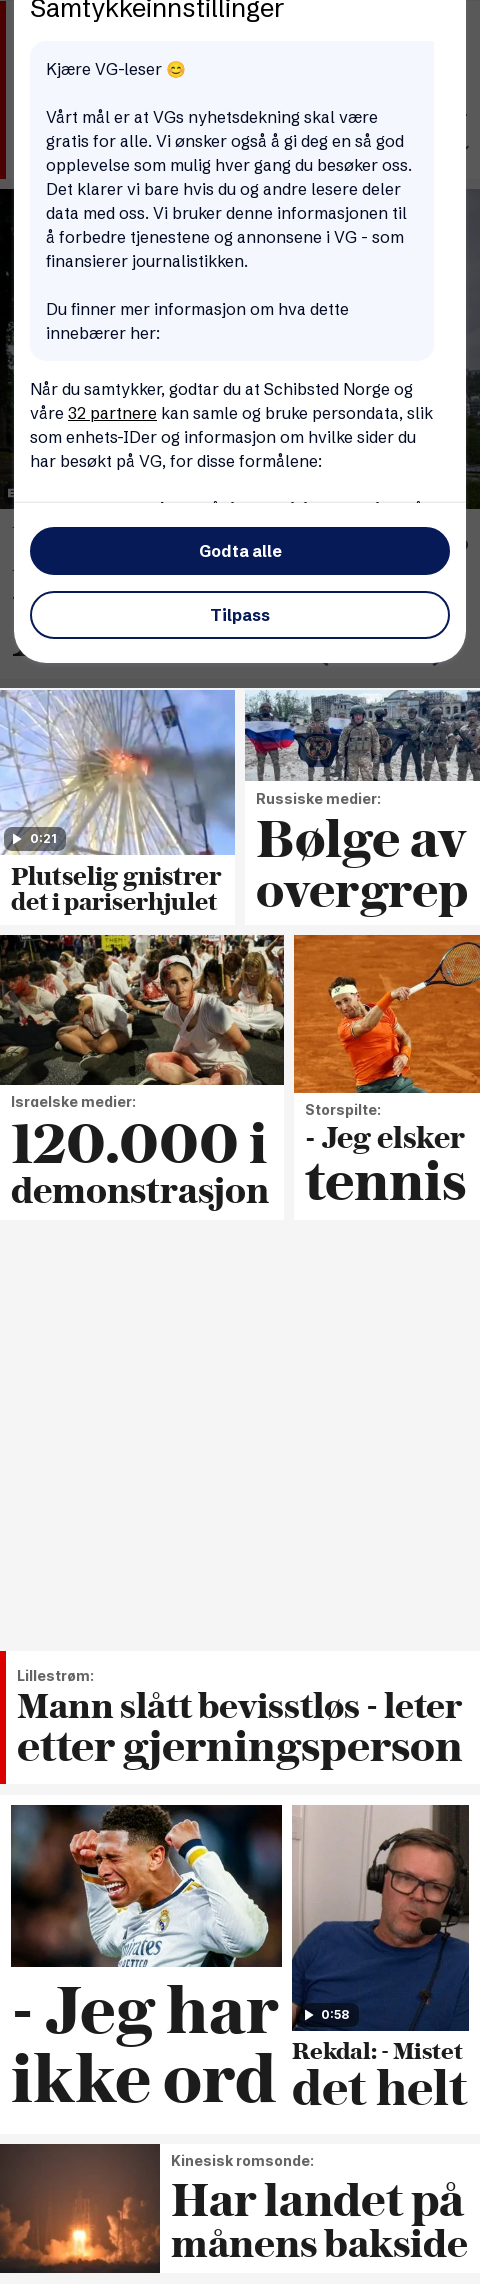 Samtykkeinnstillinger
Kjære VG-leser 😊
Vårt mål er at VGs nyhetsdekning skal være
gratis for alle. Vi ønsker også å gi deg en så god
opplevelse som mulig hver gang du besøker oss.
Det klarer vi bare hvis du og andre lesere deler
data med oss. Vi bruker denne informasjonen til
å forbedre tjenestene og annonsene i VG - som
finansierer journalistikken.
Du finner mer informasjon om hva dette
innebærer her:
Når du samtykker, godtar du at Schibsted Norge og
våre 32 partnere kan samle og bruke persondata, slik
som enhets-IDer og informasjon om hvilke sider du
har besøkt på VG, for disse formålene:
Godta alle
Tilpass
0:21
Plutselig gnistrer
det i pariserhjulet
Russiske medier:
Bølge av
overgrep
Israelske medier:
120.000 i
demonstrasjon
Storspilte:
- Jeg elsker
tennis
Lillestrøm:
Mann slått bevisstløs - leter
etter gjerningsperson
- Jeg har
ikke ord
0:58
Rekdal: - Mistet
det helt
Kinesisk romsonde:
Har landet på
månens bakside